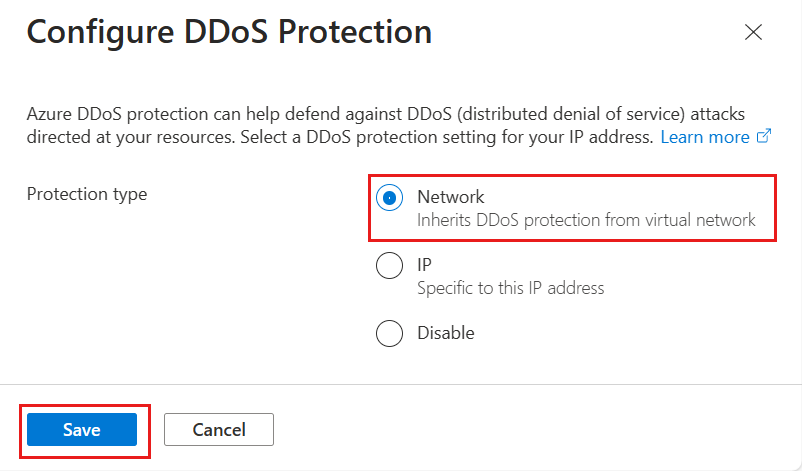 Configure DDoS Protection
Azure DDoS protection can help defend against DDoS (distributed denial of service) attacks
directed at your resources. Select a DDoS protection setting for your IP address. Learn more
Protection type
Network
Inherits DDoS protection from virtual network
IP
Specific to this IP address
Disable
Save
Cancel